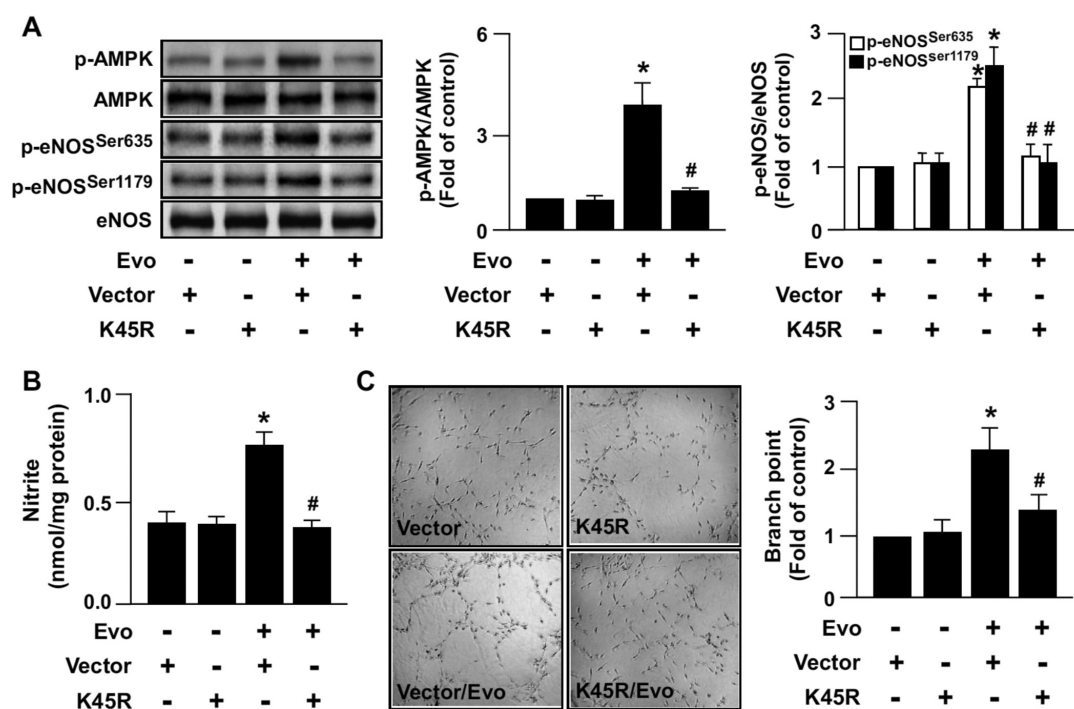 A
p-AMPK
AMPK
p-eNOSSer635
p-eNOSSer1179
eNOS
Evo - - + +
Vector + - + -
K45R - + - +
p-AMPK/AMPK
(Fold of control)
6
3
0
*
#
Evo - - + +
Vector + - + -
K45R - + - +
p-eNOS/eNOS
(Fold of control)
3
2
1
0
p-eNOSSer635
p-eNOSSer1179
* *
# #
Evo - - + +
Vector + - + -
K45R - + - +
B
Nitrite
(nmol/mg protein)
1.0
0.5
0.0
*
#
Evo - - + +
Vector + - + -
K45R - + - +
C
Vector
K45R
Vector/Evo
K45R/Evo
Branch point
(Fold of control)
3
2
1
0
*
#
Evo - - + +
Vector + - + -
K45R - + - +